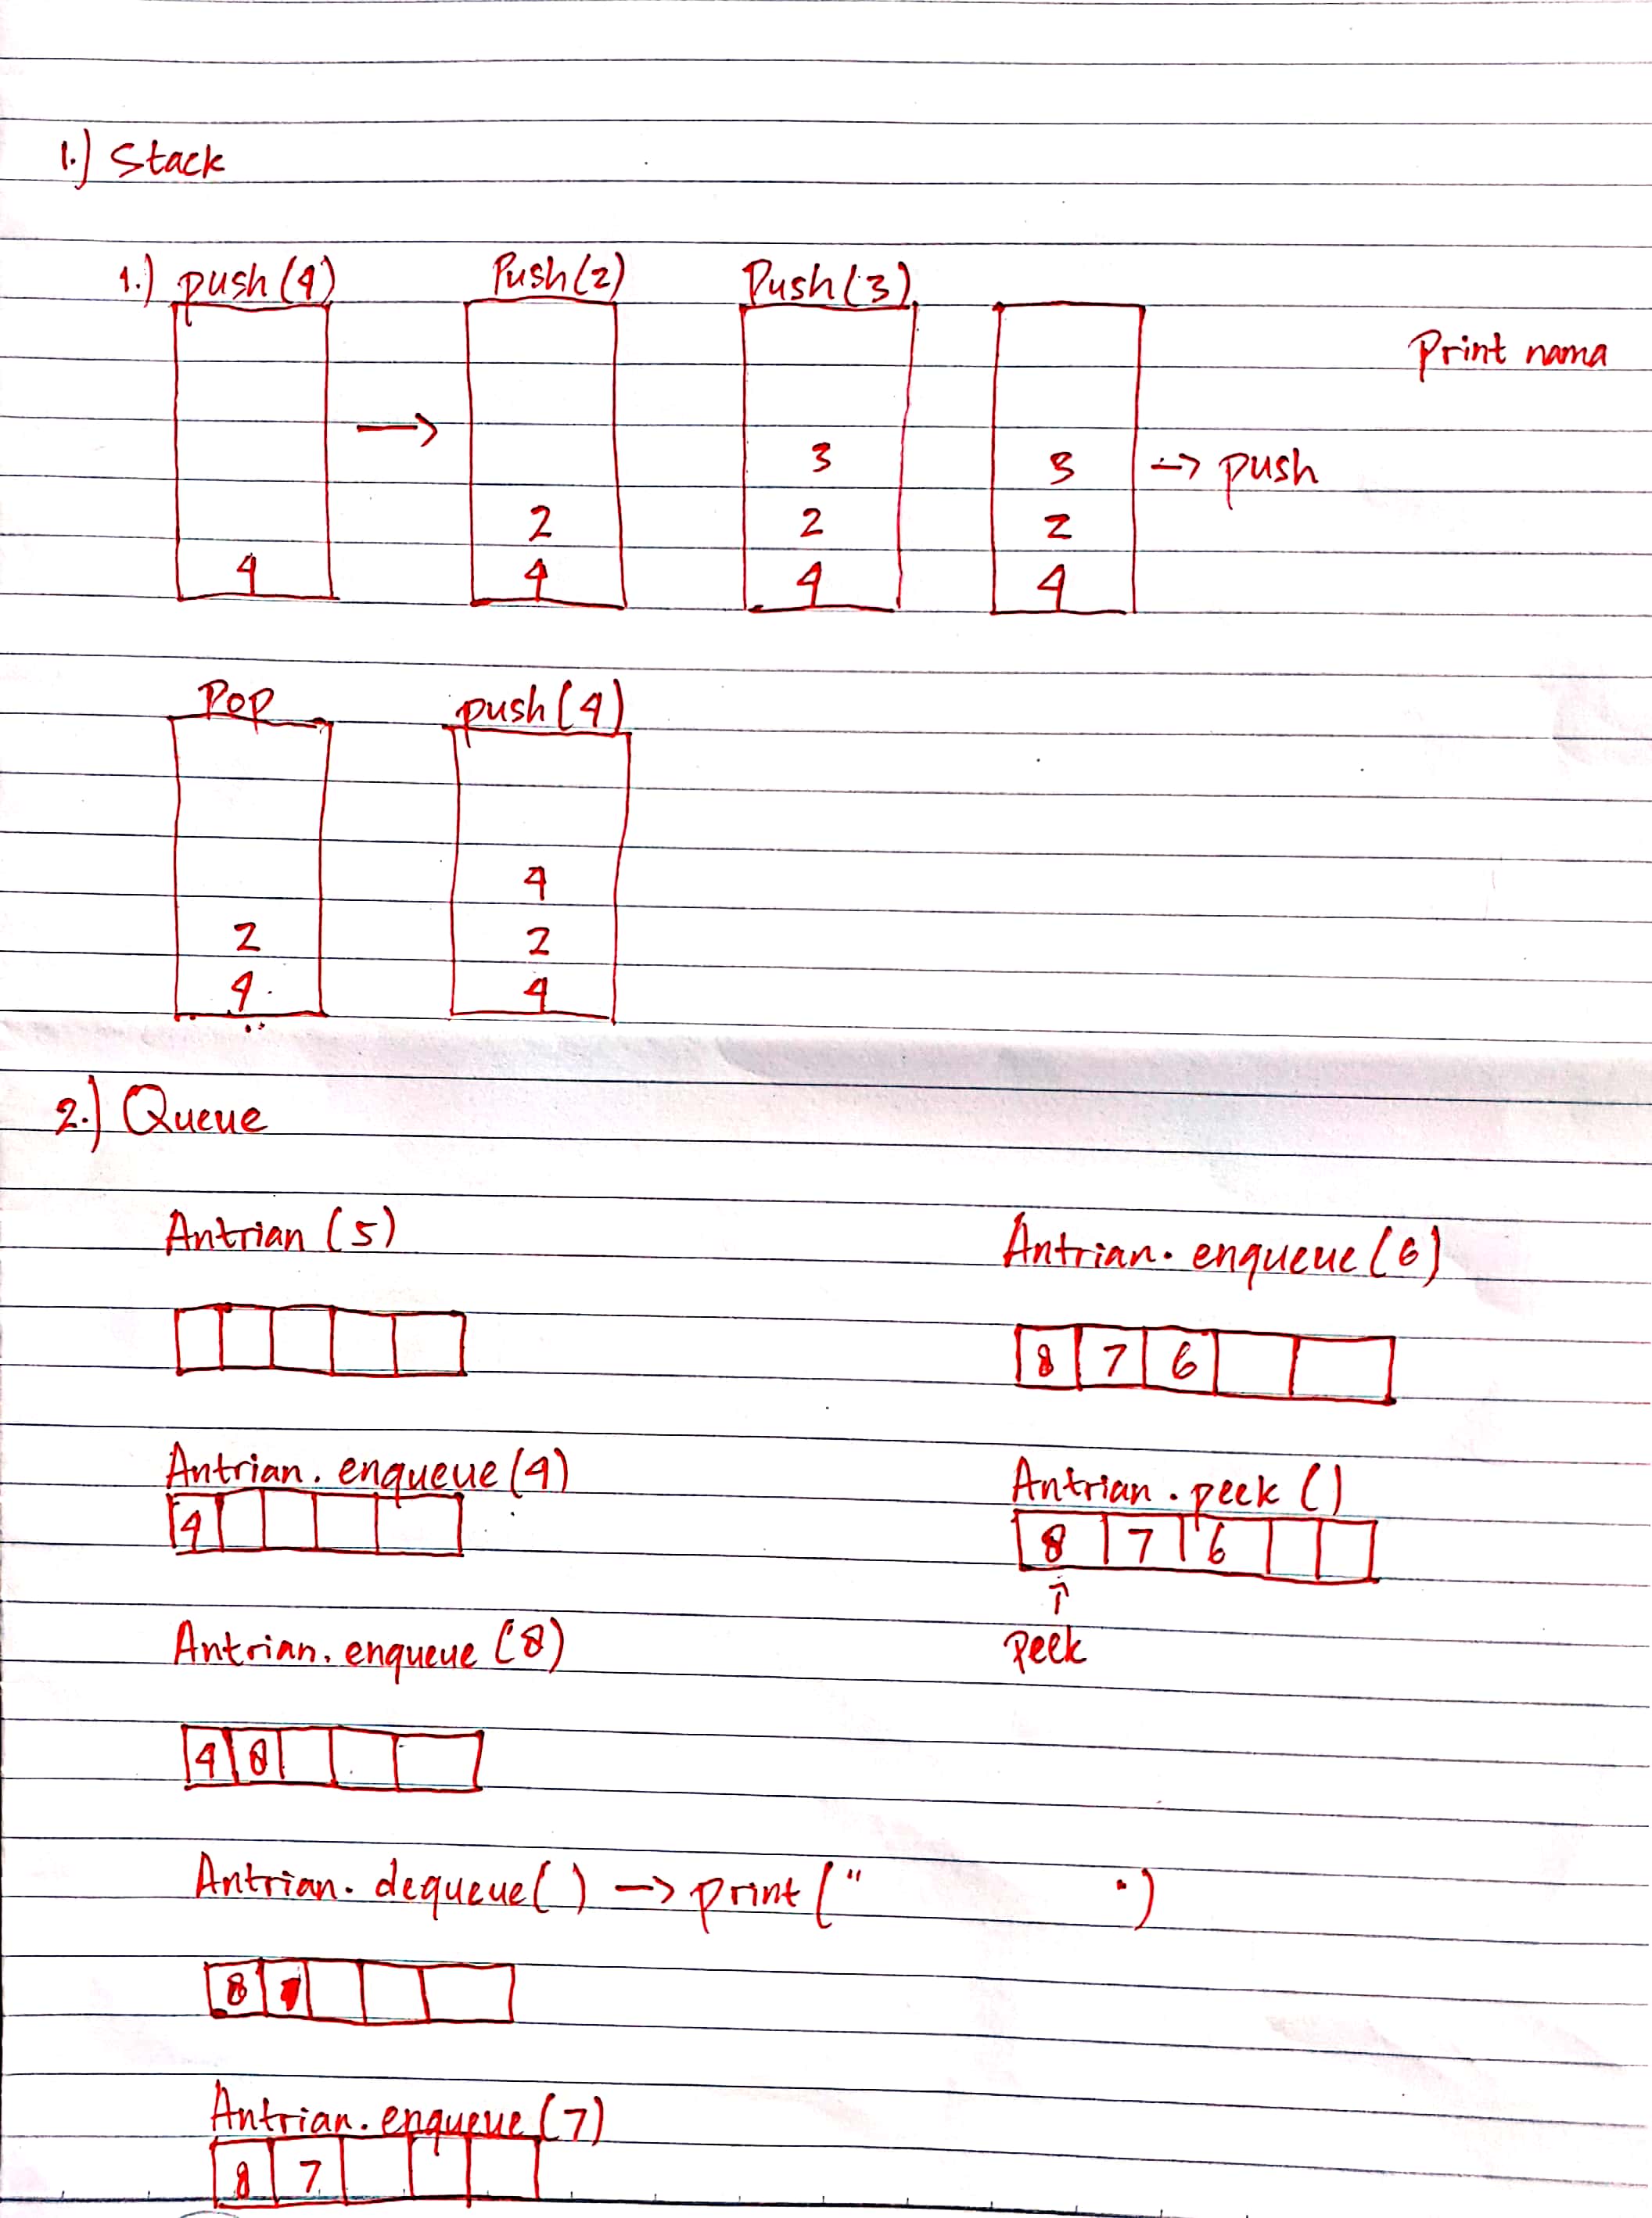 1.) Stack
1.) push(4) Push(2) Push(3)
Print nama
3 3 -> push
2 2 2
4 4 4 4
Pop push(4)
4
2 2
4 4
2.) Queue
Antrian (5)
Antrian.enqueue(4)
4
Antrian.enqueue(8)
4 8
Antrian.dequeue() -> print(" ")
8
Antrian.enqueue(7)
8 7
Antrian.enqueue(6)
8 7 6
Antrian.peek()
8 7 6
↑
Peek